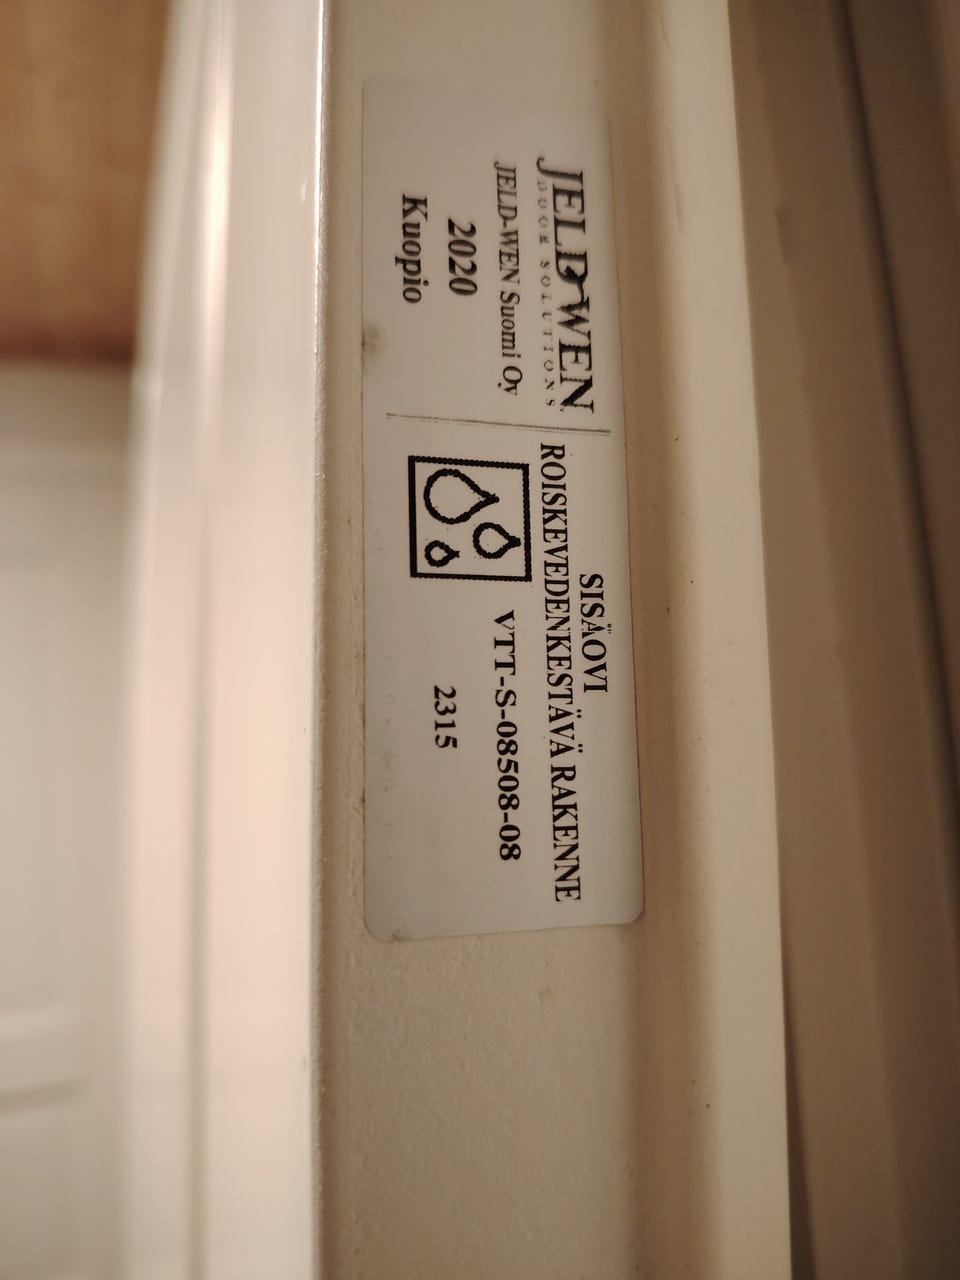 JELD-WEN
DOOR SOLUTIONS
JELD-WEN Suomi Oy
2020
Kuopio
SISÄOVI
ROISKEVEDENKESTÄVÄ RAKENNE
VTT-S-08508-08
2315